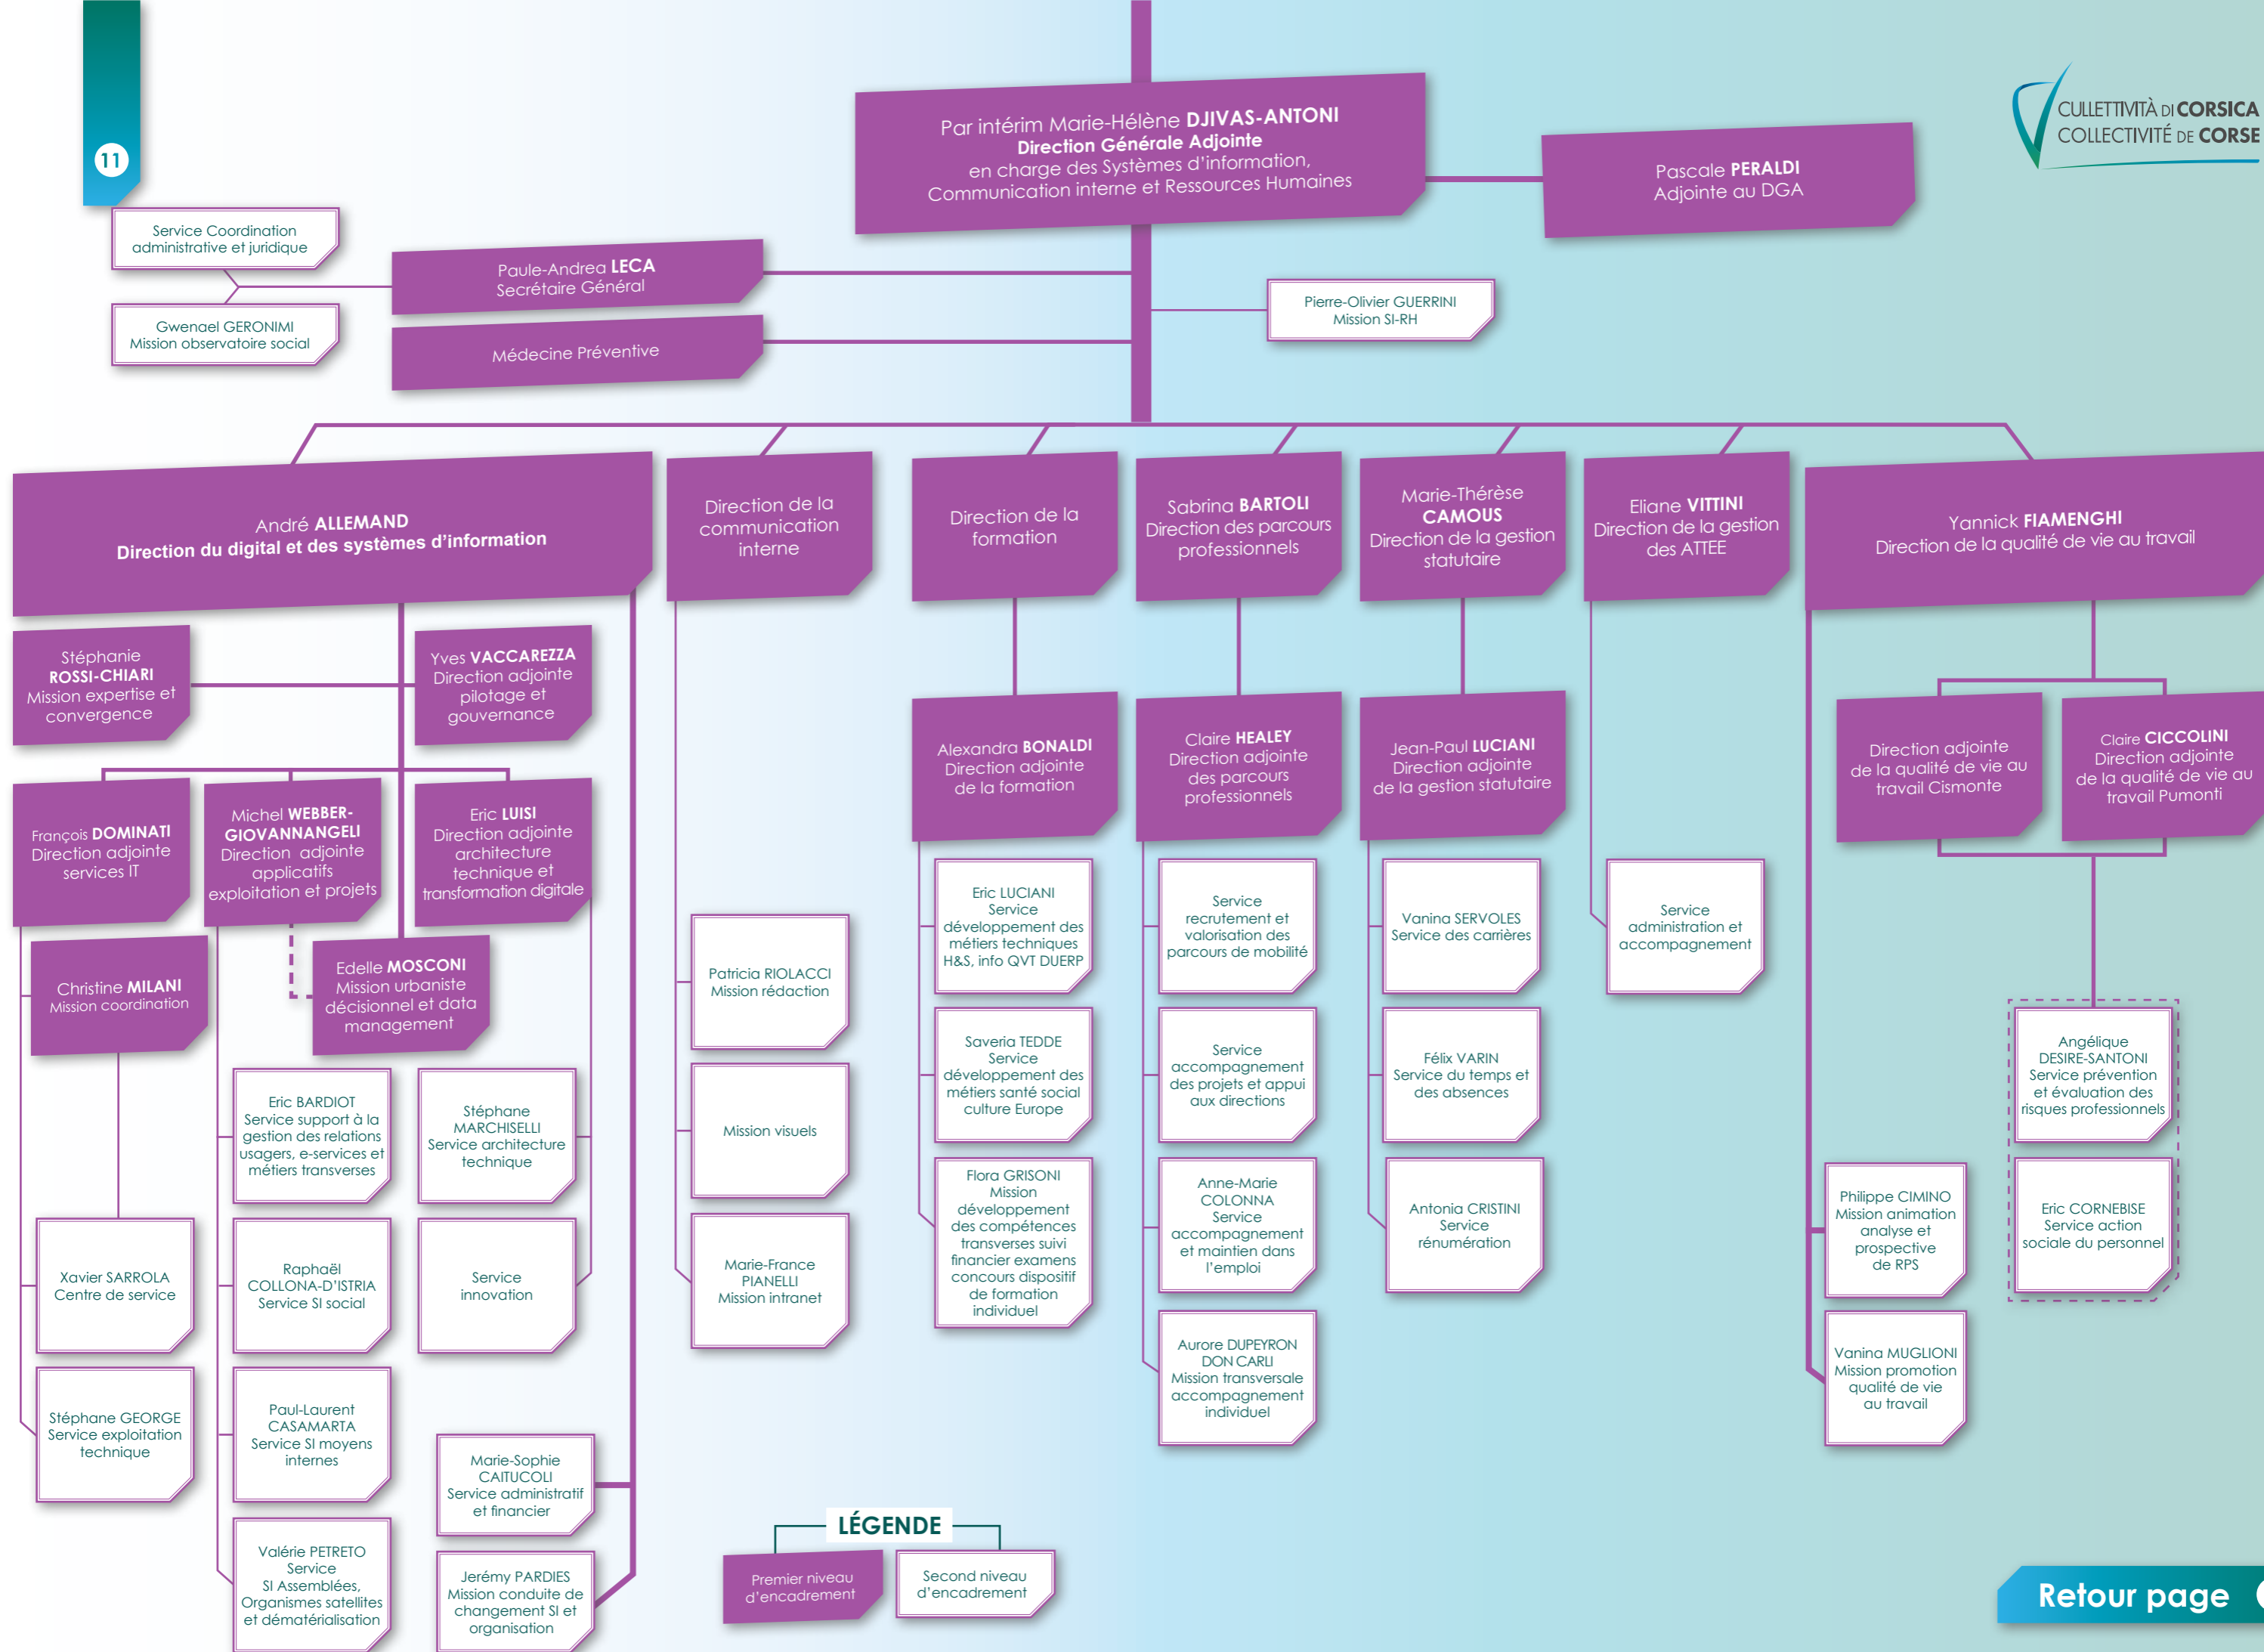 11
CULLETTIVITÀ DI CORSICA
COLLECTIVITÉ DE CORSE
Par intérim Marie-Hélène DJIVAS-ANTONI
Direction Générale Adjointe
en charge des Systèmes d'information,
Communication interne et Ressources Humaines
Pascale PERALDI
Adjointe au DGA
Service Coordination
administrative et juridique
Gwenael GERONIMI
Mission observatoire social
Paule-Andrea LECA
Secrétaire Général
Médecine Préventive
Pierre-Olivier GUERRINI
Mission SI-RH
André ALLEMAND
Direction du digital et des systèmes d'information
Direction de la
communication
interne
Direction de la
formation
Sabrina BARTOLI
Direction des parcours
professionnels
Marie-Thérèse
CAMOUS
Direction de la gestion
statutaire
Eliane VITTINI
Direction de la gestion
des ATTEE
Yannick FIAMENGHI
Direction de la qualité de vie au travail
Stéphanie
ROSSI-CHIARI
Mission expertise et
convergence
Yves VACCAREZZA
Direction adjointe
pilotage et
gouvernance
François DOMINATI
Direction adjointe
services IT
Michel WEBBER-
GIOVANNANGELI
Direction adjointe
applicatifs
exploitation et projets
Eric LUISI
Direction adjointe
architecture
technique et
transformation digitale
Christine MILANI
Mission coordination
Edelle MOSCONI
Mission urbaniste
décisionnel et data
management
Xavier SARROLA
Centre de service
Stéphane GEORGE
Service exploitation
technique
Eric BARDIOT
Service support à la
gestion des relations
usagers, e-services et
métiers transverses
Raphaël
COLLONA-D'ISTRIA
Service SI social
Paul-Laurent
CASAMARTA
Service SI moyens
internes
Valérie PETRETO
Service
SI Assemblées,
Organismes satellites
et dématérialisation
Stéphane
MARCHISELLI
Service architecture
technique
Service
innovation
Marie-Sophie
CAITUCOLI
Service administratif
et financier
Jerémy PARDIES
Mission conduite de
changement SI et
organisation
Patricia RIOLACCI
Mission rédaction
Mission visuels
Marie-France
PIANELLI
Mission intranet
Alexandra BONALDI
Direction adjointe
de la formation
Eric LUCIANI
Service
développement des
métiers techniques
H&S, info QVT DUERP
Saveria TEDDE
Service
développement des
métiers santé social
culture Europe
Flora GRISONI
Mission
développement
des compétences
transverses suivi
financier examens
concours dispositif
de formation
individuel
Claire HEALEY
Direction adjointe
des parcours
professionnels
Service
recrutement et
valorisation des
parcours de mobilité
Service
accompagnement
des projets et appui
aux directions
Anne-Marie
COLONNA
Service
accompagnement
et maintien dans
l'emploi
Aurore DUPEYRON
DON CARLI
Mission transversale
accompagnement
individuel
Jean-Paul LUCIANI
Direction adjointe
de la gestion statutaire
Vanina SERVOLES
Service des carrières
Félix VARIN
Service du temps et
des absences
Antonia CRISTINI
Service
rénumération
Service
administration et
accompagnement
Direction adjointe
de la qualité de vie au
travail Cismonte
Claire CICCOLINI
Direction adjointe
de la qualité de vie au
travail Pumonti
Angélique
DESIRE-SANTONI
Service prévention
et évaluation des
risques professionnels
Eric CORNEBISE
Service action
sociale du personnel
Philippe CIMINO
Mission animation
analyse et
prospective
de RPS
Vanina MUGLIONI
Mission promotion
qualité de vie
au travail
LÉGENDE
Premier niveau
d'encadrement
Second niveau
d'encadrement
Retour page